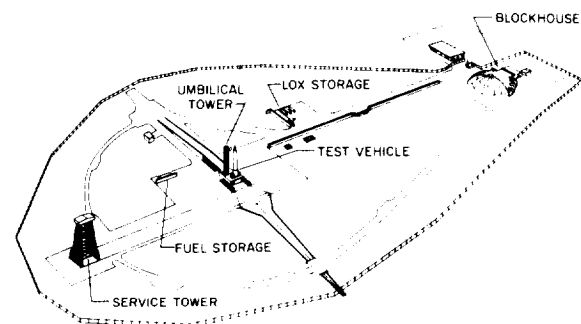 BLOCKHOUSE
LOX STORAGE
UMBILICAL
TOWER
TEST VEHICLE
FUEL STORAGE
SERVICE TOWER